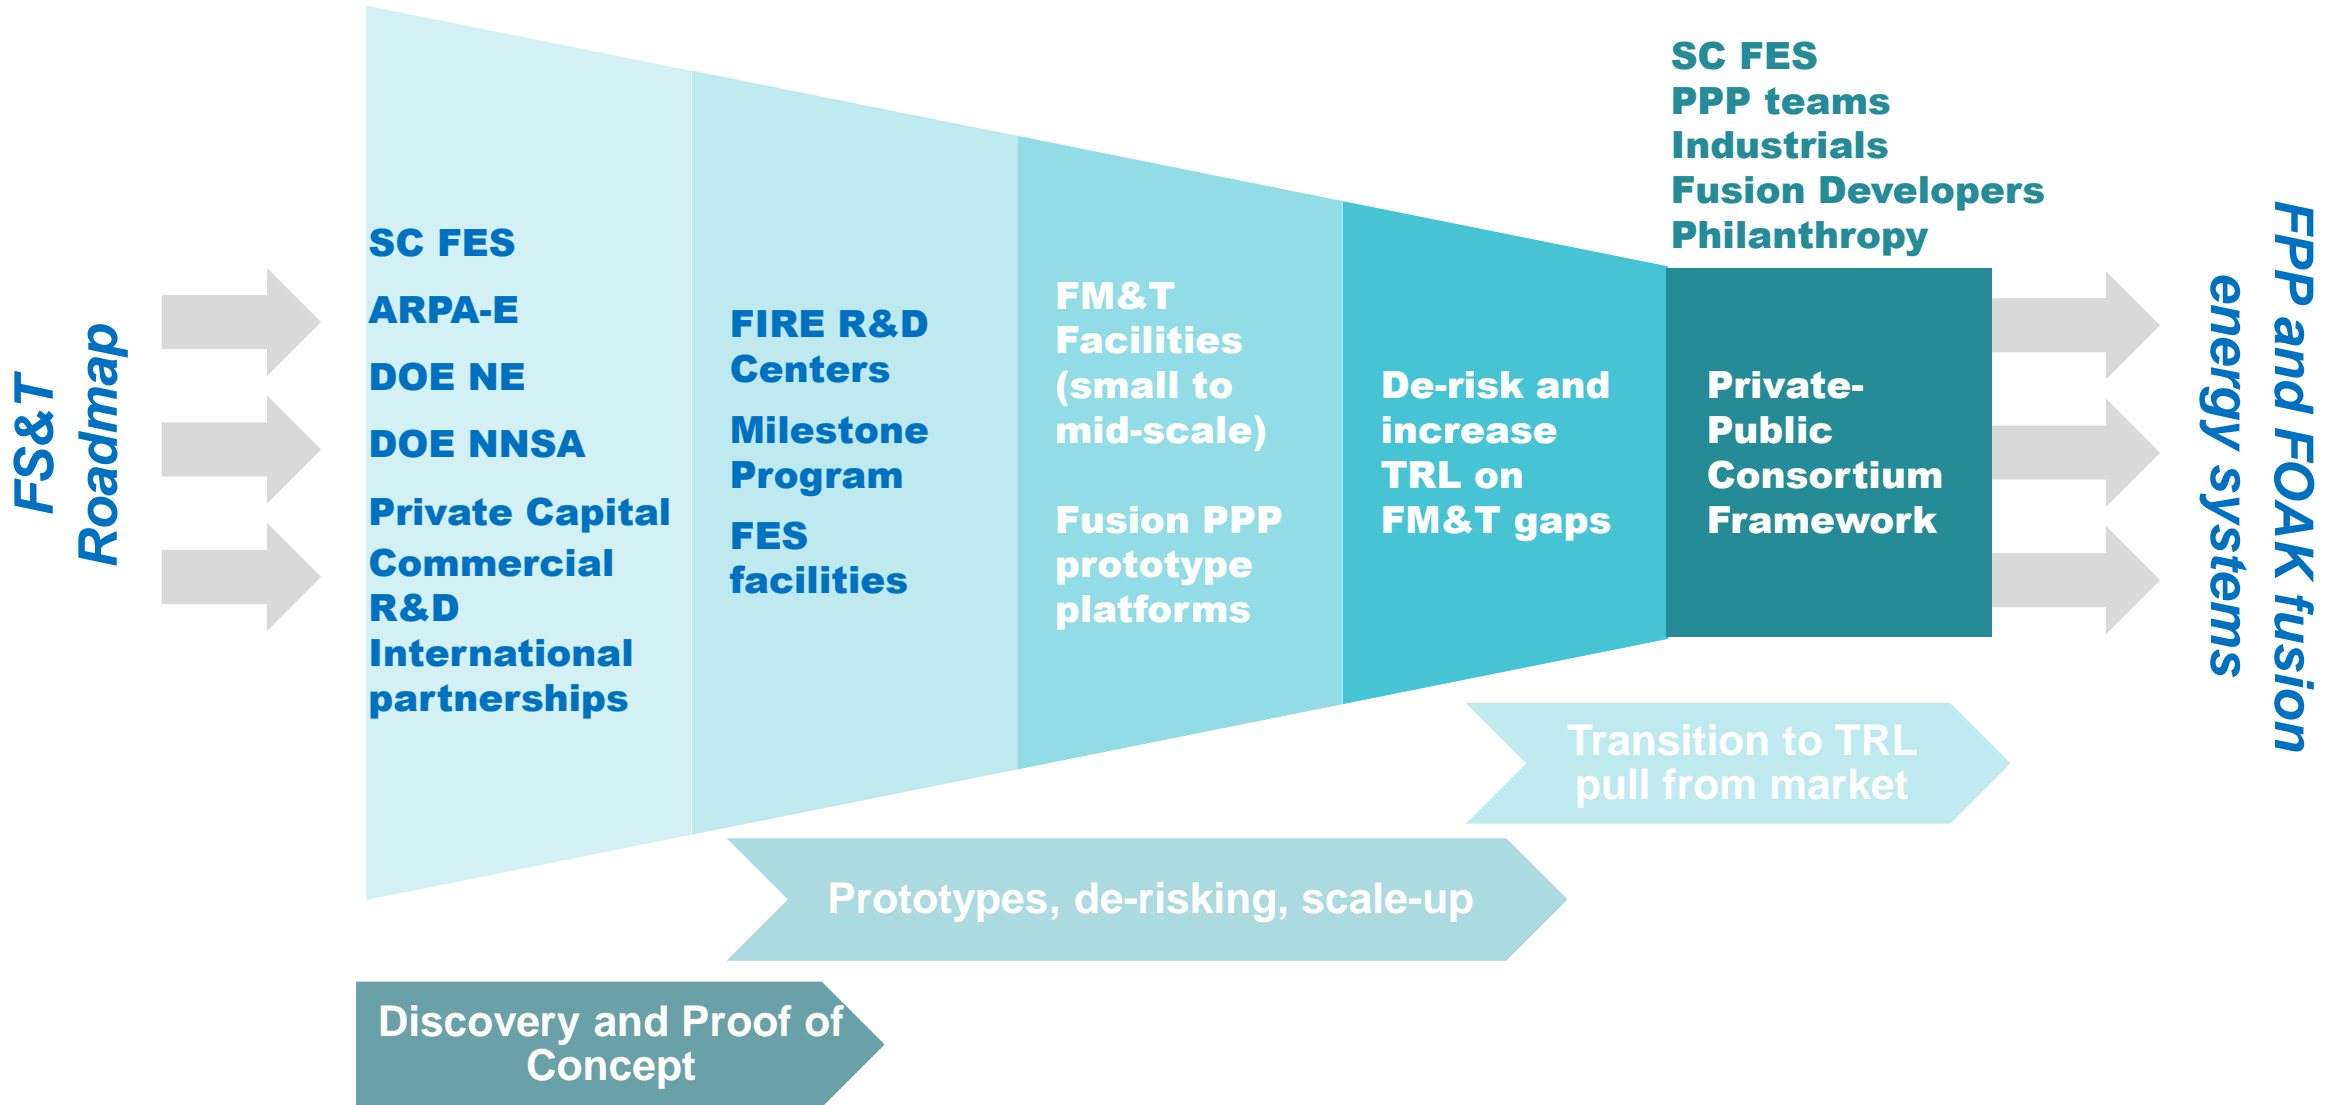 FS&T
Roadmap
SC FES
ARPA-E
DOE NE
DOE NNSA
Private Capital
Commercial
R&D
International
partnerships
FIRE R&D
Centers
Milestone
Program
FES
facilities
FM&T
Facilities
(small to
mid-scale)
Fusion PPP
prototype
platforms
De-risk and
increase
TRL on
FM&T gaps
SC FES
PPP teams
Industrials
Fusion Developers
Philanthropy
Private-
Public
Consortium
Framework
FPP and FOAK fusion
energy systems
Transition to TRL
pull from market
Prototypes, de-risking, scale-up
Discovery and Proof of
Concept